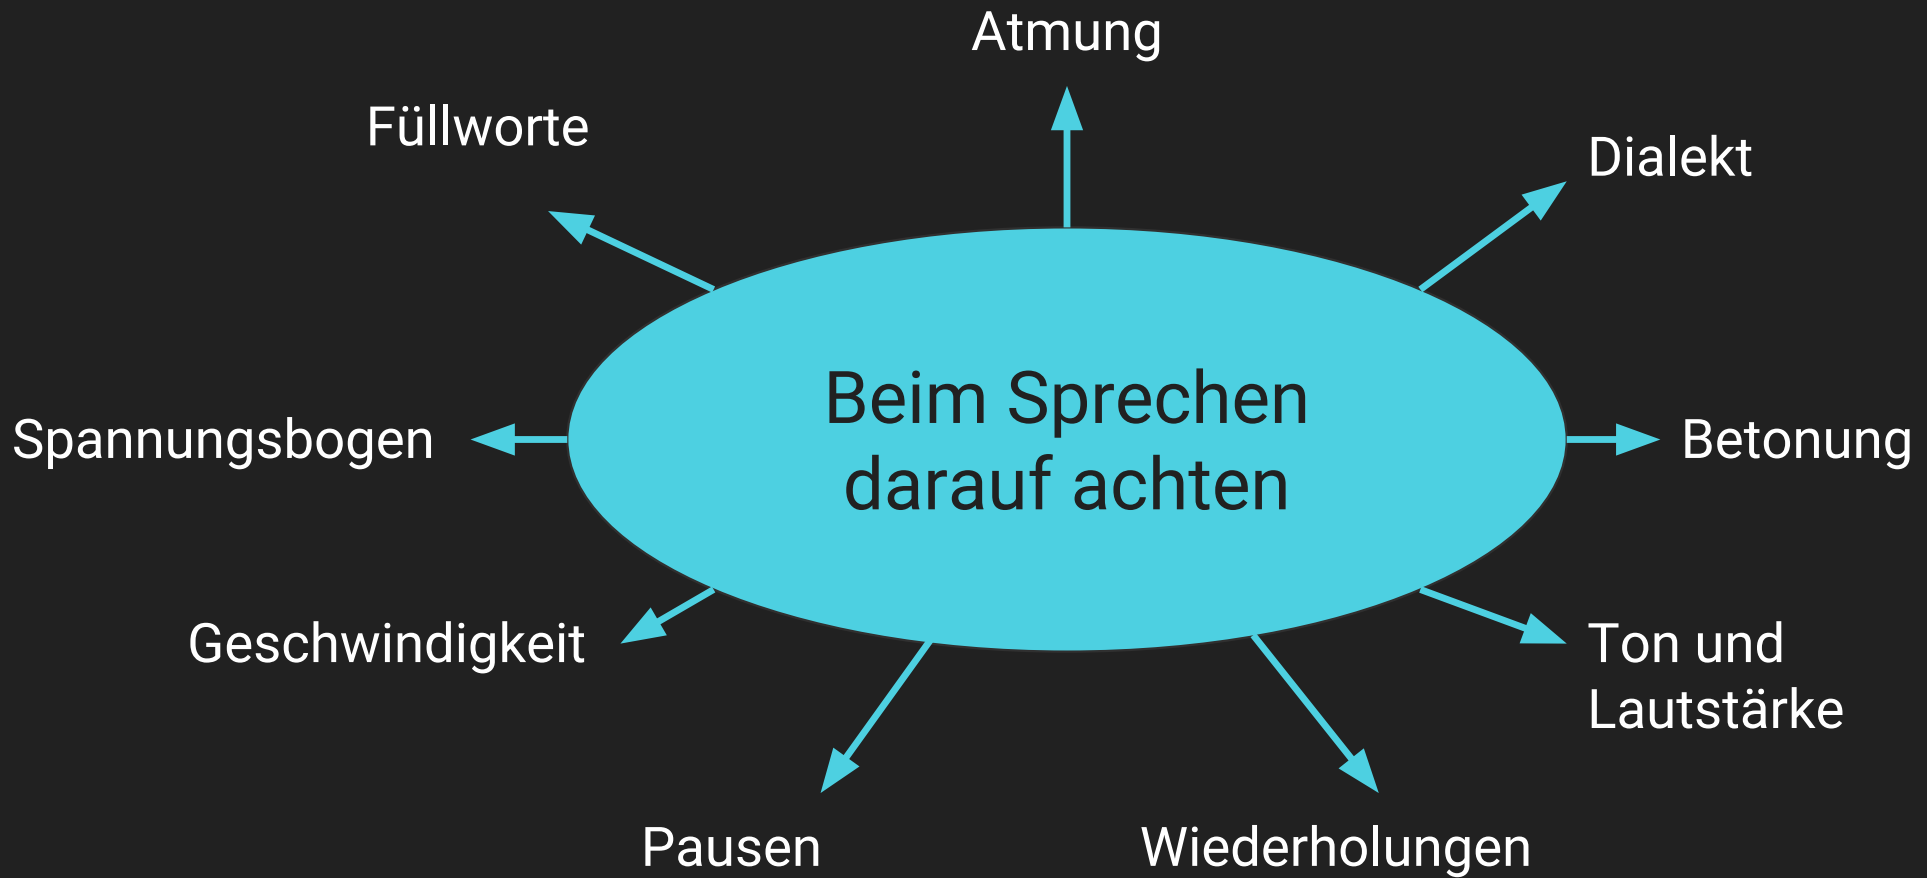 Atmung
Füllworte
Dialekt
Beim Sprechen
darauf achten
Spannungsbogen
Betonung
Geschwindigkeit
Ton und
Lautstärke
Pausen
Wiederholungen